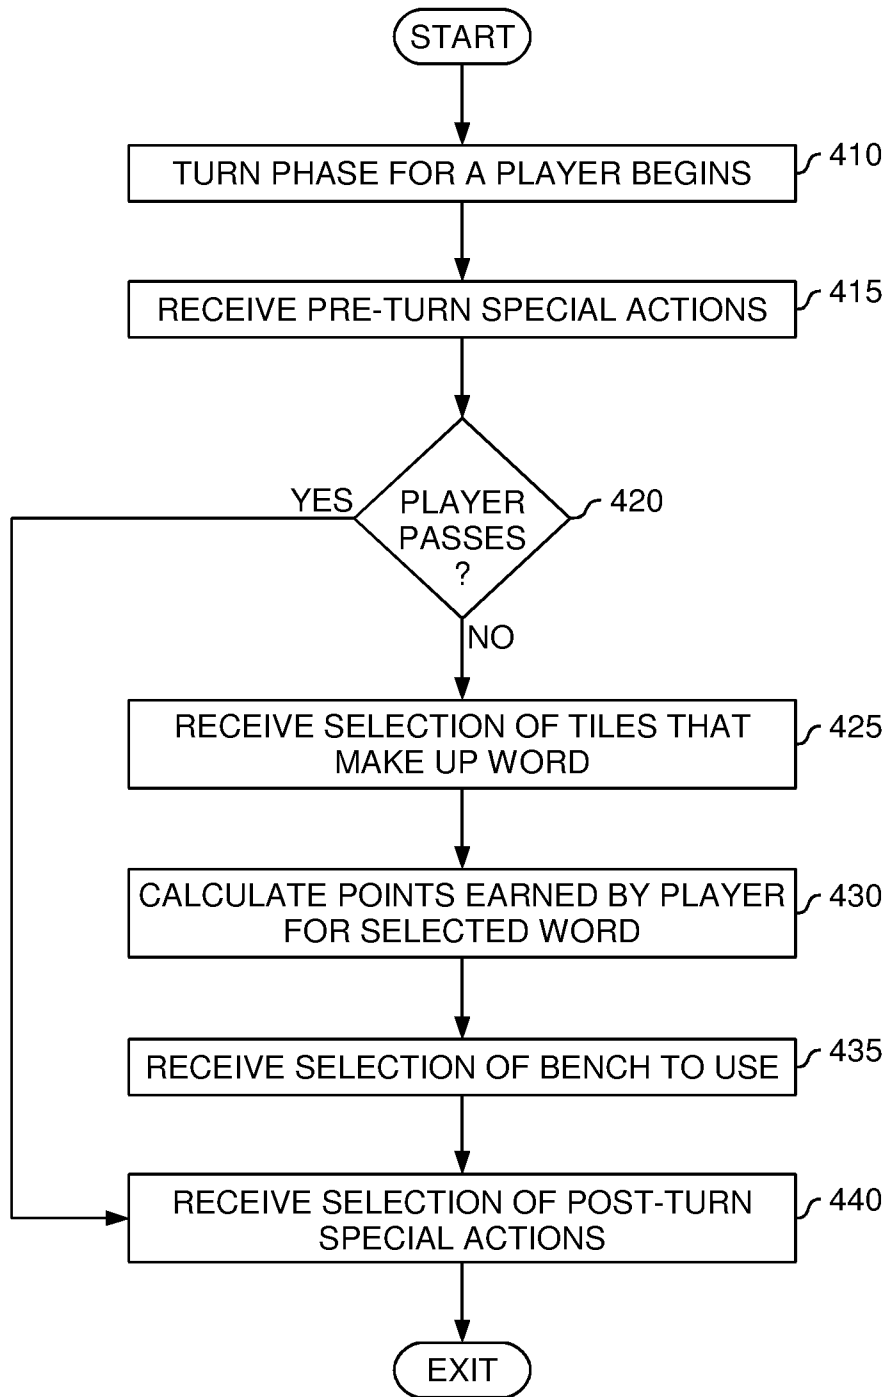 START
TURN PHASE FOR A PLAYER BEGINS
410
RECEIVE PRE-TURN SPECIAL ACTIONS
415
YES
PLAYER
PASSES
?
420
NO
RECEIVE SELECTION OF TILES THAT
MAKE UP WORD
425
CALCULATE POINTS EARNED BY PLAYER
FOR SELECTED WORD
430
RECEIVE SELECTION OF BENCH TO USE
435
RECEIVE SELECTION OF POST-TURN
SPECIAL ACTIONS
440
EXIT